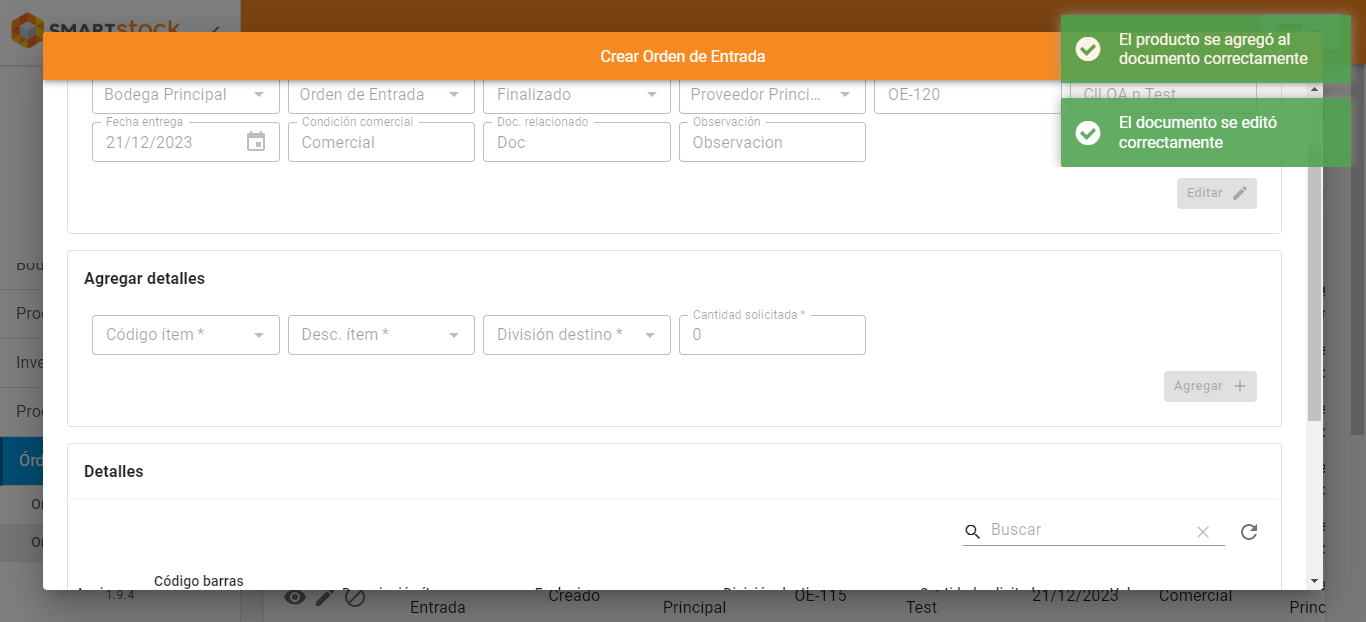 SMARTstock
Crear Orden de Entrada
El producto se agregó al
documento correctamente
El documento se editó
correctamente
Bodega Principal
Orden de Entrada
Finalizado
Proveedor Princi...
OE-120
Fecha entrega
21/12/2023
Condición comercial
Comercial
Doc. relacionado
Doc
Observación
Observacion
Editar
Agregar detalles
Código ítem *
Desc. ítem *
División destino *
Cantidad solicitada *
0
Agregar
Detalles
Buscar
Código barras
1.9.4
Entrada
Creado
Principal
OE-115
Test
21/12/2023
Comercial
Princ